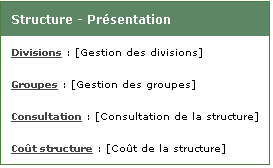 Structure - Présentation
Divisions : [Gestion des divisions]
Groupes : [Gestion des groupes]
Consultation : [Consultation de la structure]
Coût structure : [Coût de la structure]